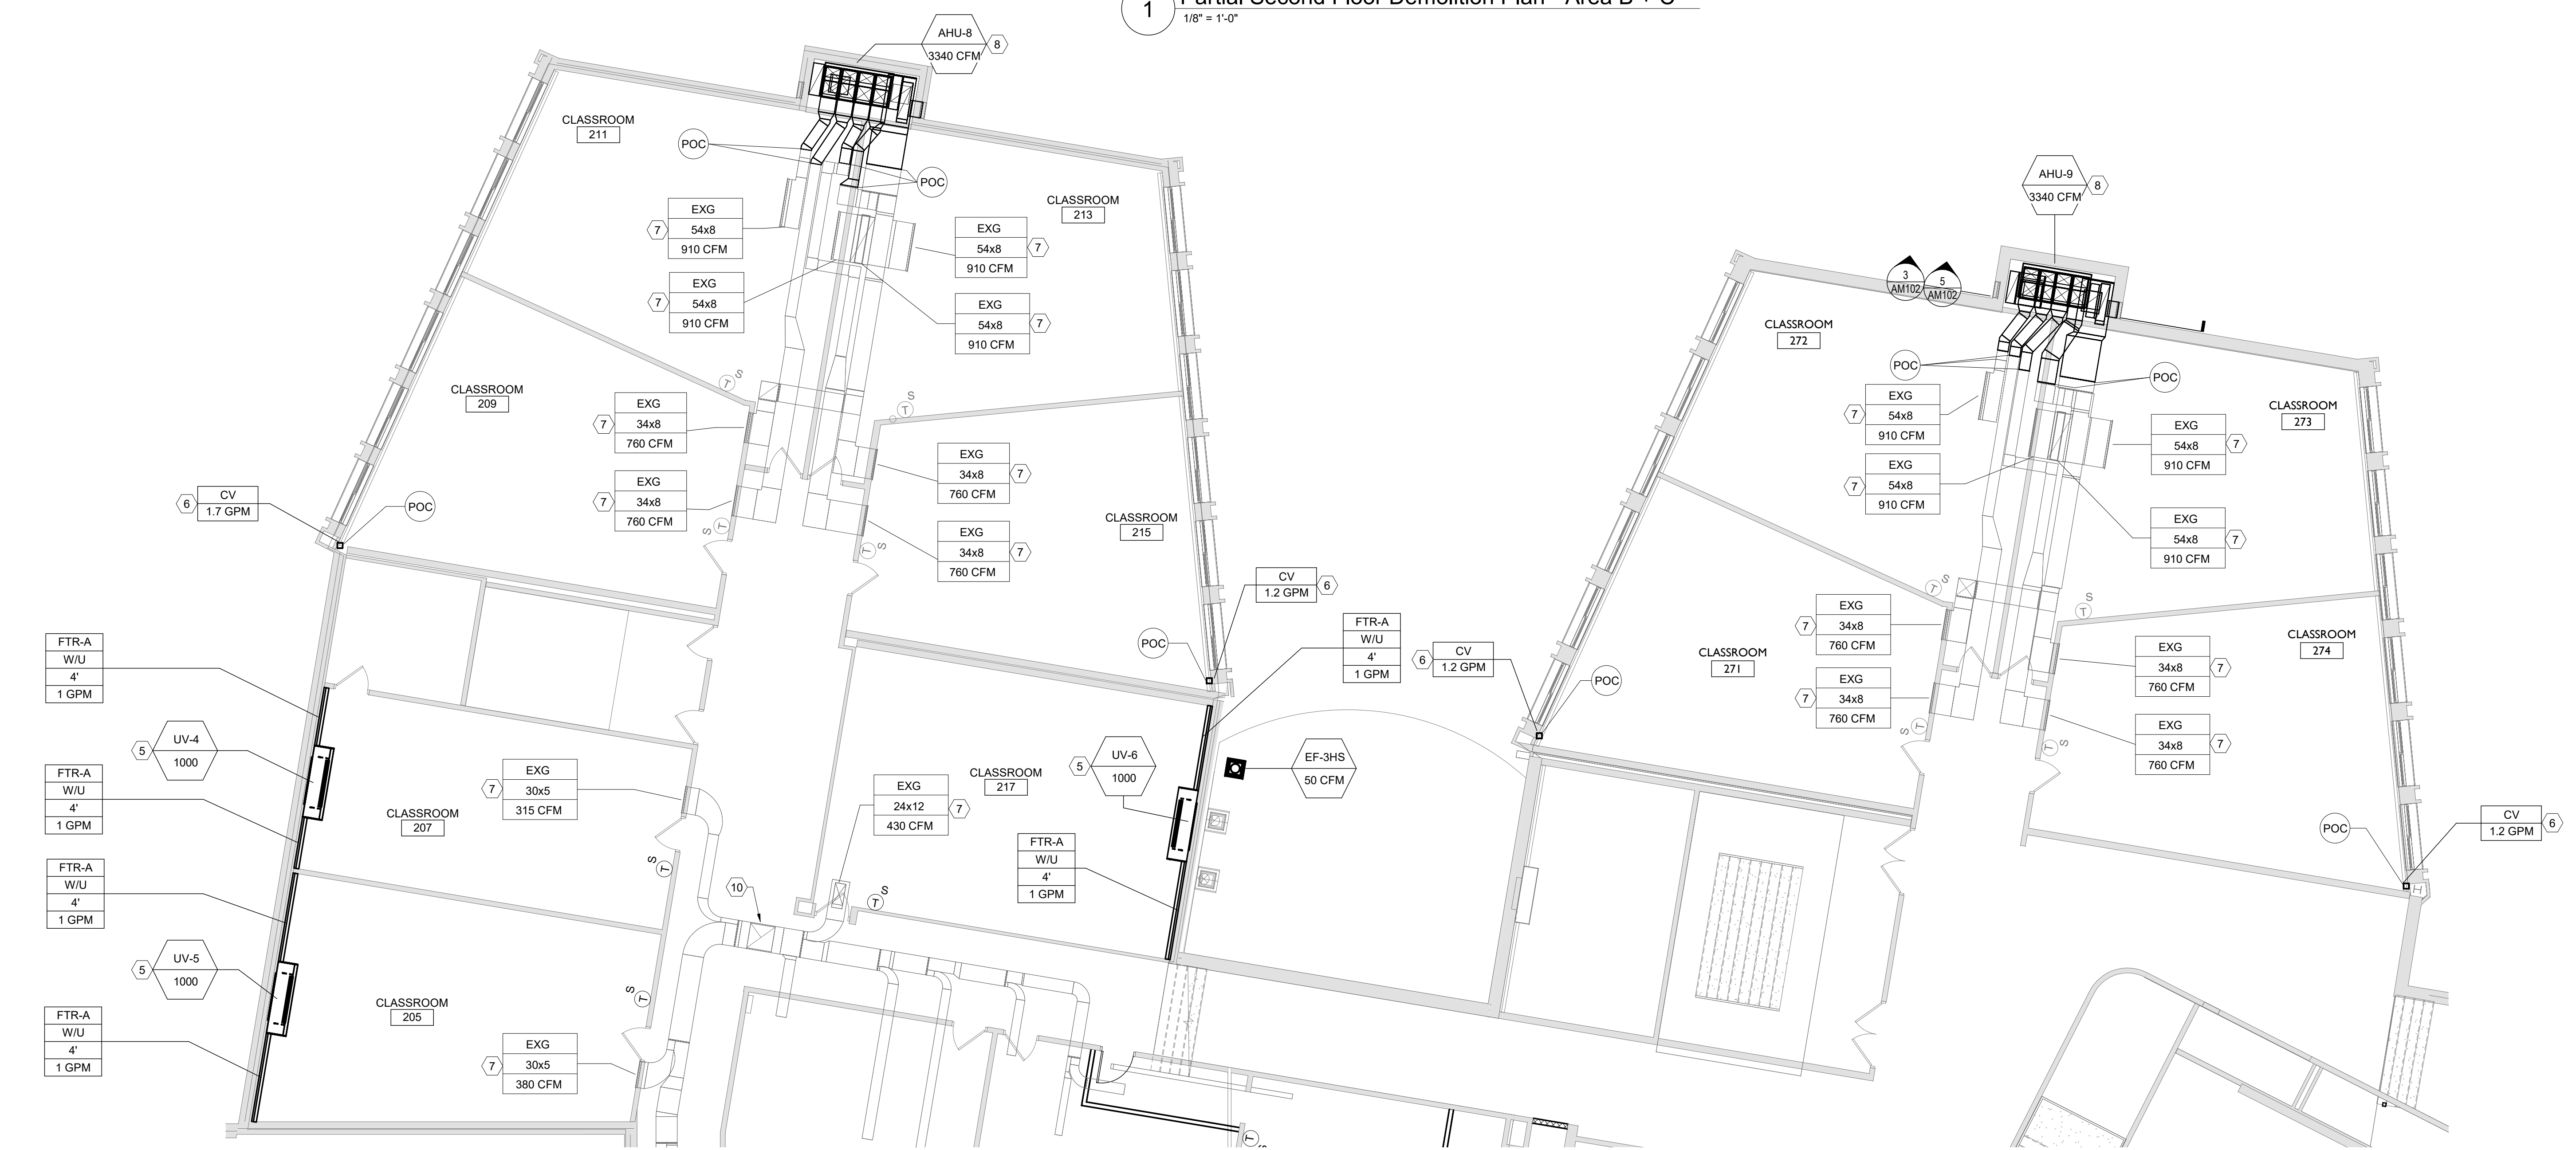 1
Partial Second Floor Demolition Plan - Area B + C
1/8" = 1'-0"
AHU-8
3340 CFM
8
CLASSROOM
211
POC
POC
CLASSROOM
213
EXG
54x8
910 CFM
7
EXG
54x8
910 CFM
7
EXG
54x8
910 CFM
7
EXG
54x8
910 CFM
7
CLASSROOM
209
T
S
T
S
EXG
34x8
760 CFM
7
EXG
34x8
760 CFM
7
EXG
34x8
760 CFM
7
EXG
34x8
760 CFM
7
S
T
T
S
CLASSROOM
215
6
CV
1.7 GPM
POC
CV
1.2 GPM
6
POC
FTR-A
W/U
4'
1 GPM
FTR-A
W/U
4'
1 GPM
5
UV-4
1000
FTR-A
W/U
4'
1 GPM
CLASSROOM
207
EXG
30x5
315 CFM
7
S
T
EXG
24x12
430 CFM
7
CLASSROOM
217
5
UV-6
1000
EF-3HS
50 CFM
FTR-A
W/U
4'
1 GPM
S
T
10
FTR-A
W/U
4'
1 GPM
5
UV-5
1000
FTR-A
W/U
4'
1 GPM
CLASSROOM
205
S
T
EXG
30x5
380 CFM
7
T
S
AHU-9
3340 CFM
8
3
AM102
5
AM102
CLASSROOM
272
POC
POC
CLASSROOM
273
EXG
54x8
910 CFM
7
EXG
54x8
910 CFM
7
EXG
54x8
910 CFM
7
EXG
54x8
910 CFM
7
T
S
S
T
EXG
34x8
760 CFM
7
EXG
34x8
760 CFM
7
EXG
34x8
760 CFM
7
EXG
34x8
760 CFM
7
CLASSROOM
271
CLASSROOM
274
6
CV
1.2 GPM
POC
S
T
T
S
POC
CV
1.2 GPM
6